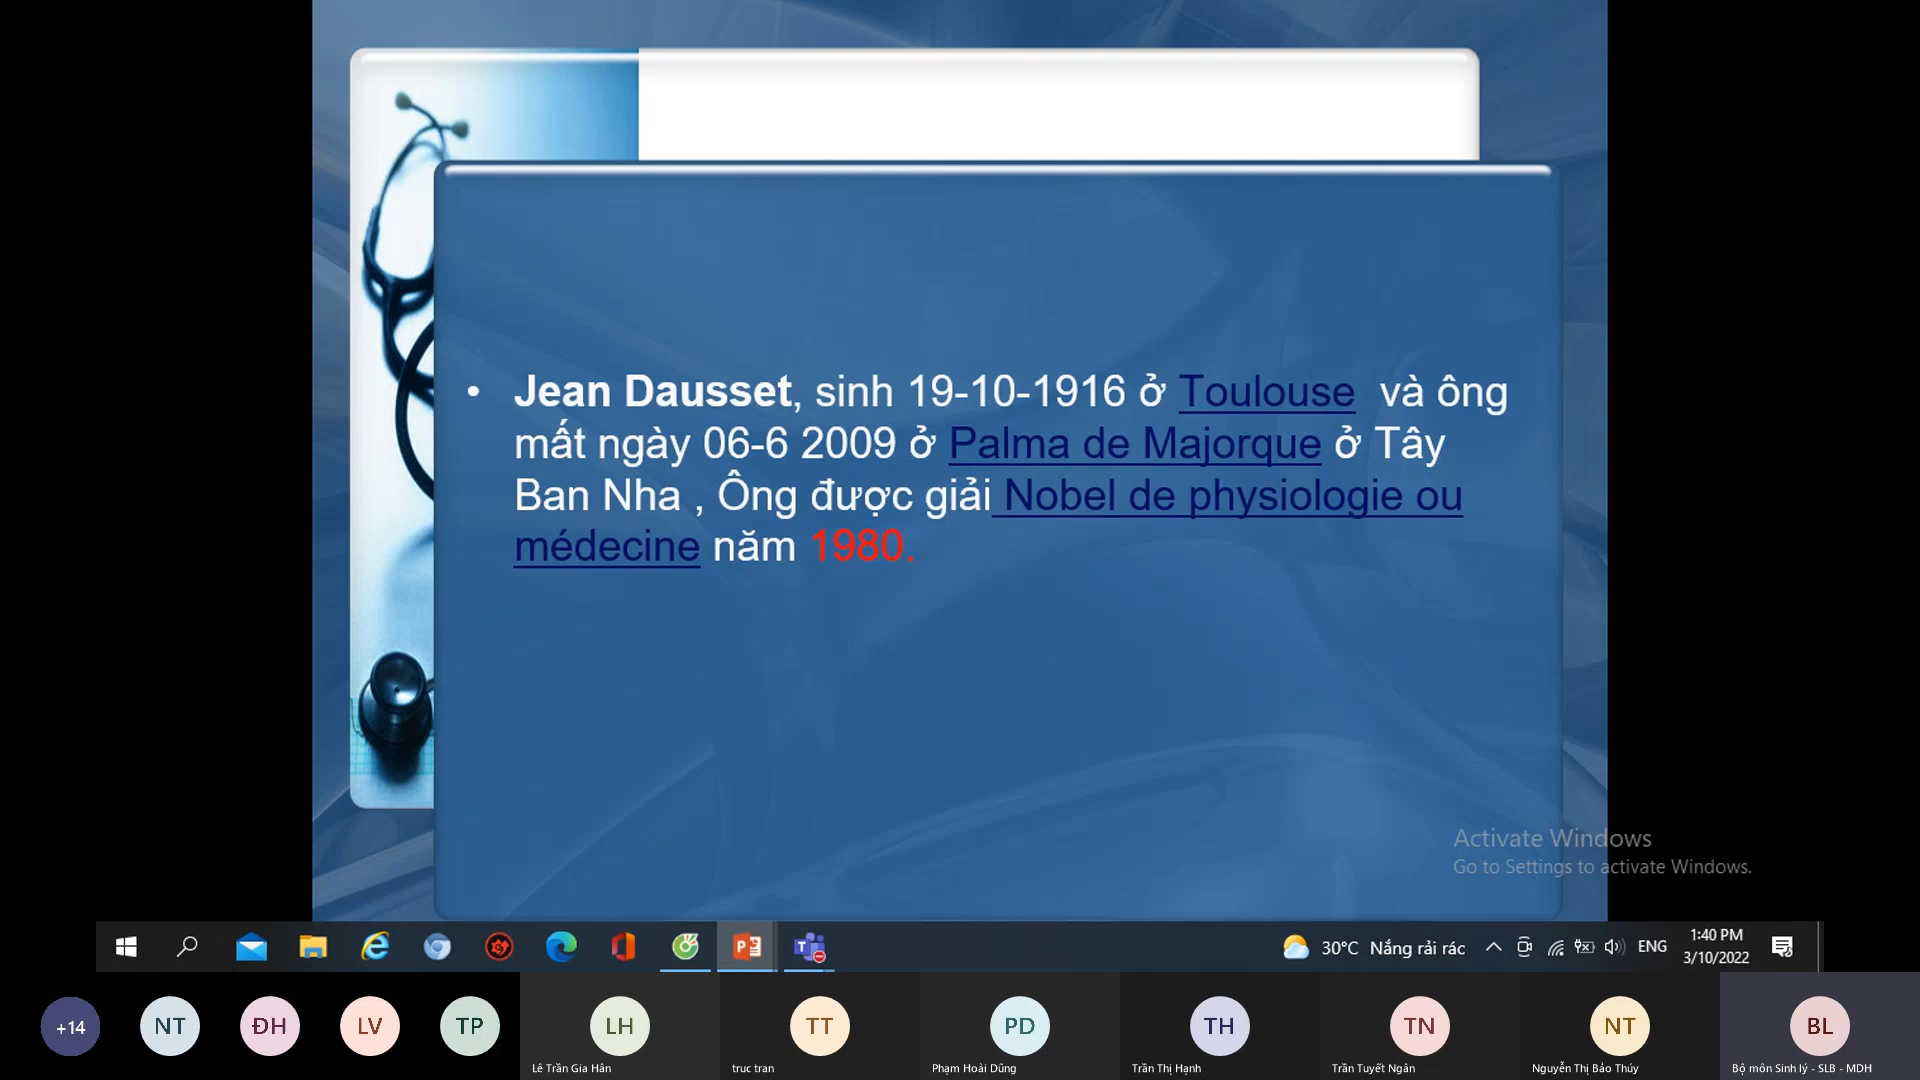 • Jean Dausset, sinh 19-10-1916 ở Toulouse và ông
mất ngày 06-6 2009 ở Palma de Majorque ở Tây
Ban Nha , Ông được giải Nobel de physiologie ou
médecine năm 1980.
Activate Windows
Go to Settings to activate Windows.
30°C Nắng rải rác
ENG
1:40 PM
3/10/2022
+14
NT
ĐH
LV
TP
LH
TT
PD
TH
TN
NT
BL
Lê Trần Gia Hân
truc tran
Phạm Hoài Dũng
Trần Thị Hạnh
Trần Tuyết Ngân
Nguyễn Thị Bảo Thúy
Bộ môn Sinh lý - SLB - MDH